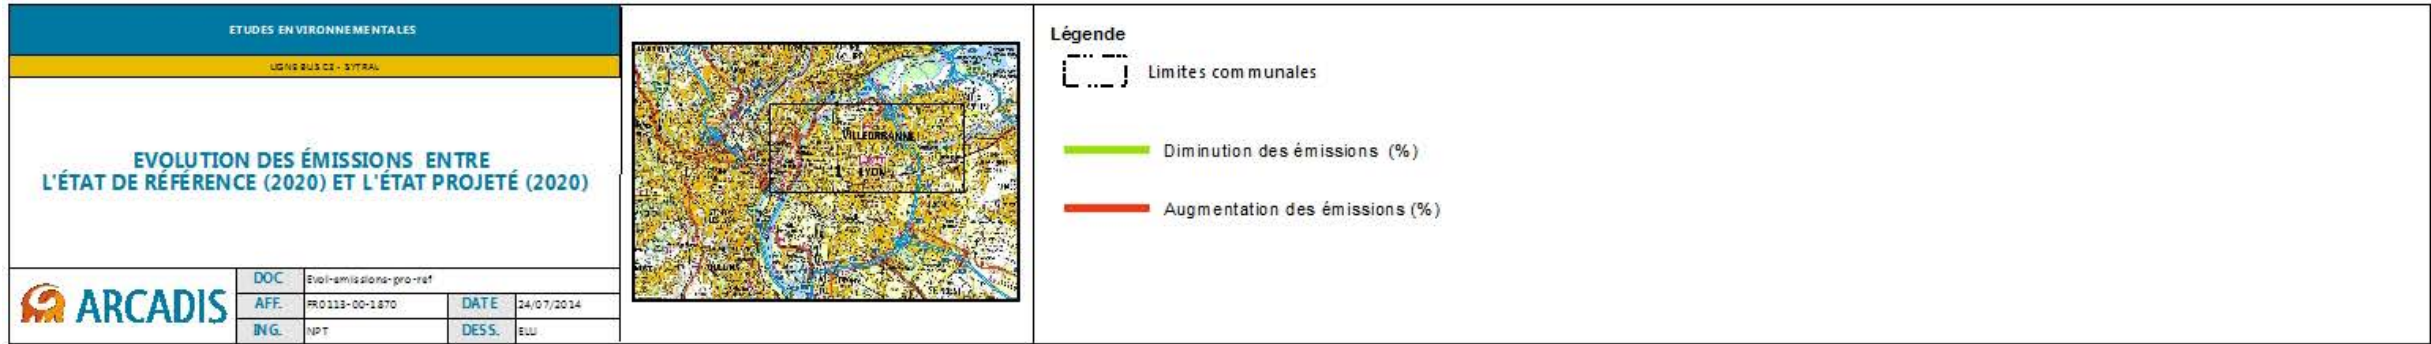 ETUDES ENVIRONNEMENTALES
LIGNE BUS C3 - SYTRAL
EVOLUTION DES ÉMISSIONS ENTRE
L'ÉTAT DE RÉFÉRENCE (2020) ET L'ÉTAT PROJETÉ (2020)
ARCADIS
DOC Evol-emissions-pro-ref
AFF. FR0113-00-1870 DATE 24/07/2014
ING. NPT DESS. ELU
VILLEURBANNE
LYON
Légende
Limites communales
Diminution des émissions (%)
Augmentation des émissions (%)